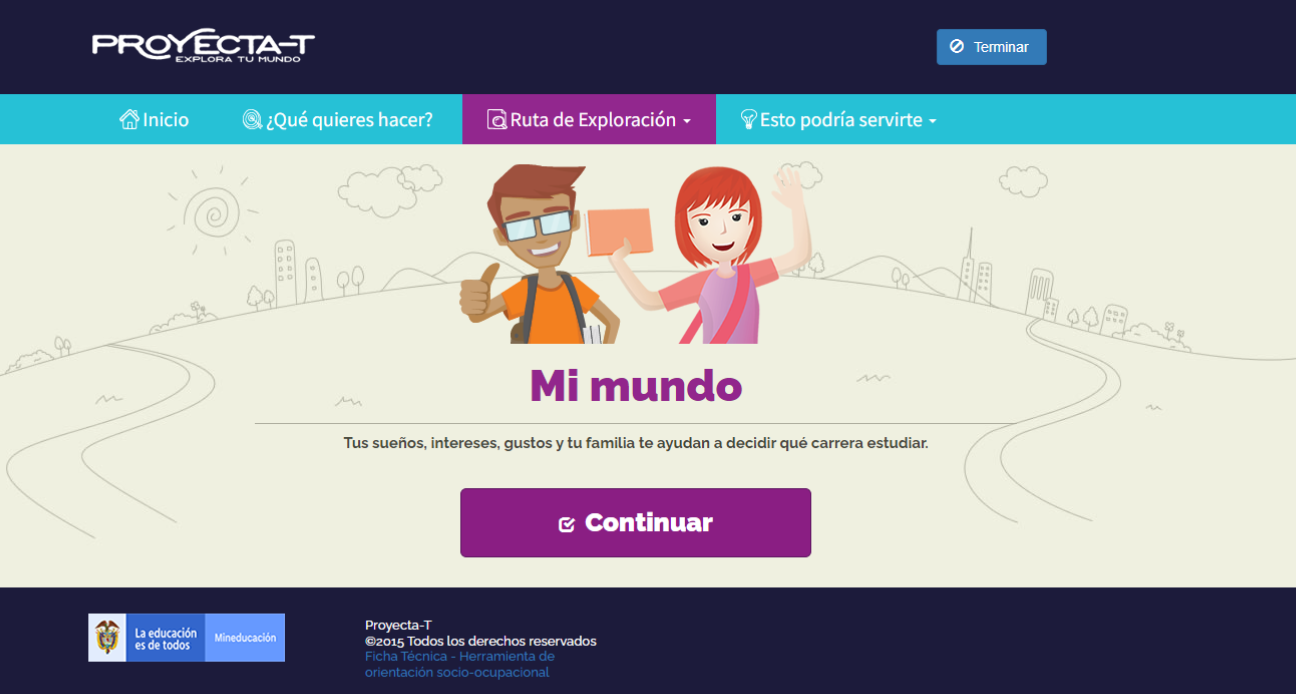 PROYECTA-T
EXPLORA TU MUNDO
Terminar
Inicio
¿Qué quieres hacer?
Ruta de Exploración
Esto podría servirte
Mi mundo
Tus sueños, intereses, gustos y tu familia te ayudan a decidir qué carrera estudiar.
Continuar
La educación
es de todos
Mineducación
Proyecta-T
©2015 Todos los derechos reservados
Ficha Técnica - Herramienta de
orientación socio-ocupacional